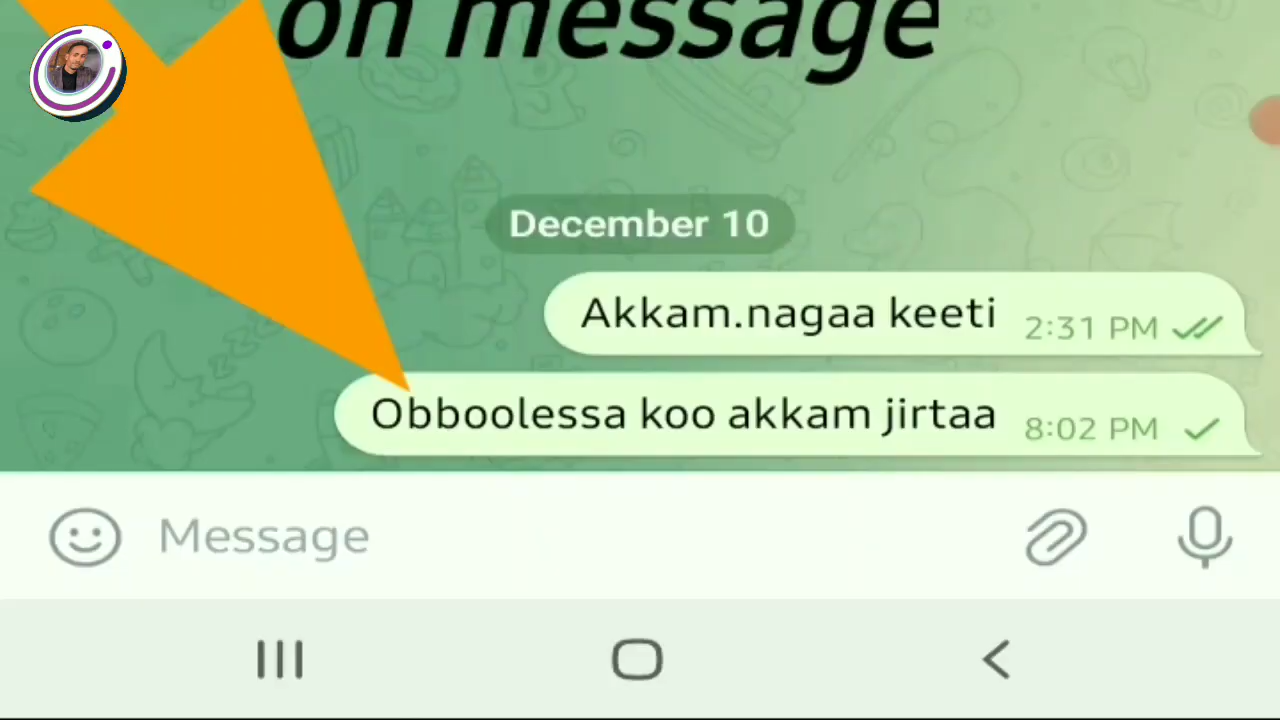 on message
December 10
Akkam.nagaa keeti 2:31 PM
Obboolessa koo akkam jirtaa 8:02 PM
Message